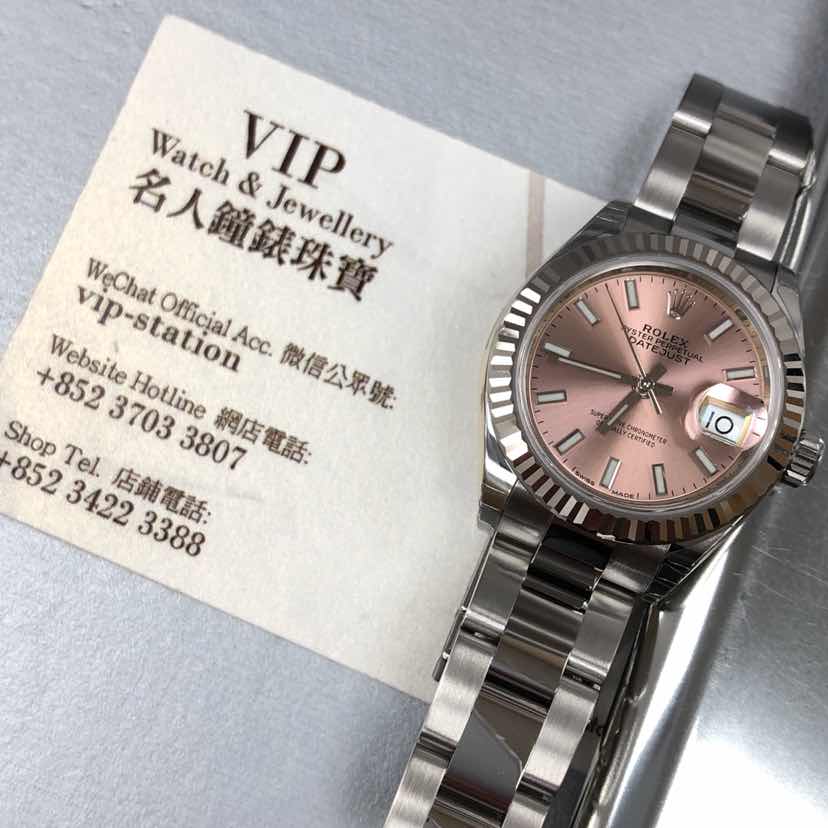 VIP
Watch & Jewellery
名人鐘錶珠寶
WeChat Official Acc. 微信公眾號:
vip-station
Website Hotline 網店電話:
+852 3703 3807
Shop Tel. 店鋪電話:
+852 3422 3388
ROLEX
OYSTER PERPETUAL
DATEJUST
10
SUPERLATIVE CHRONOMETER
OFFICIALLY CERTIFIED
SWISS MADE